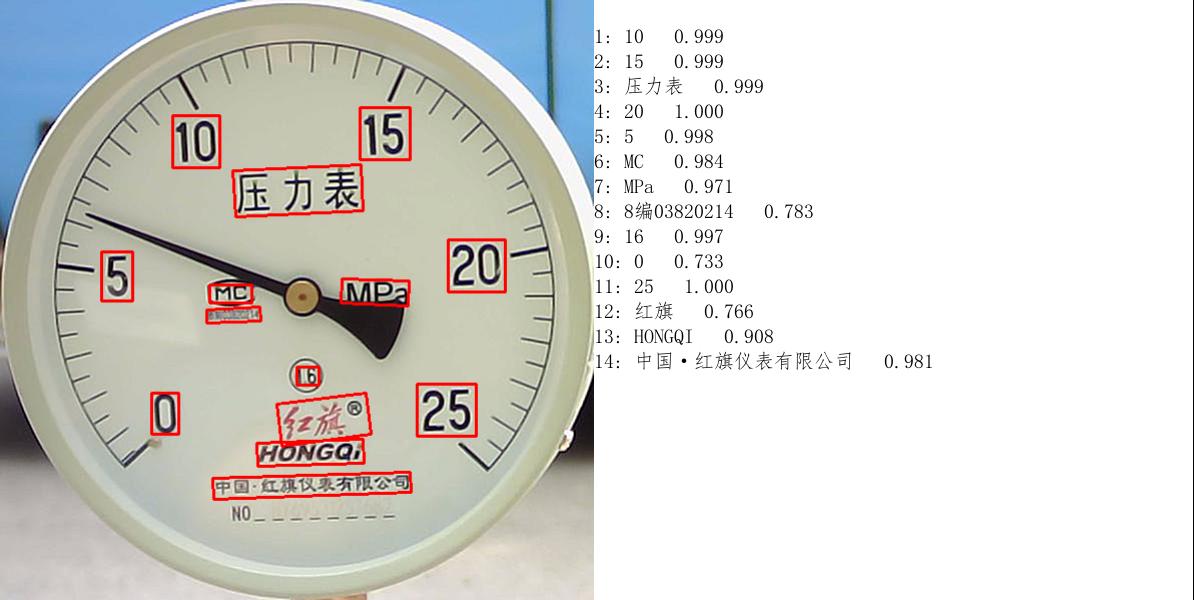 10
15
压力表
20
5
MC
MPa
0
1.6
25
红旗®
HONGQi
中国·红旗仪表有限公司
NO
1: 10 0.999
2: 15 0.999
3: 压力表 0.999
4: 20 1.000
5: 5 0.998
6: MC 0.984
7: MPa 0.971
8: 8编03820214 0.783
9: 16 0.997
10: 0 0.733
11: 25 1.000
12: 红旗 0.766
13: HONGQI 0.908
14: 中国·红旗仪表有限公司 0.981